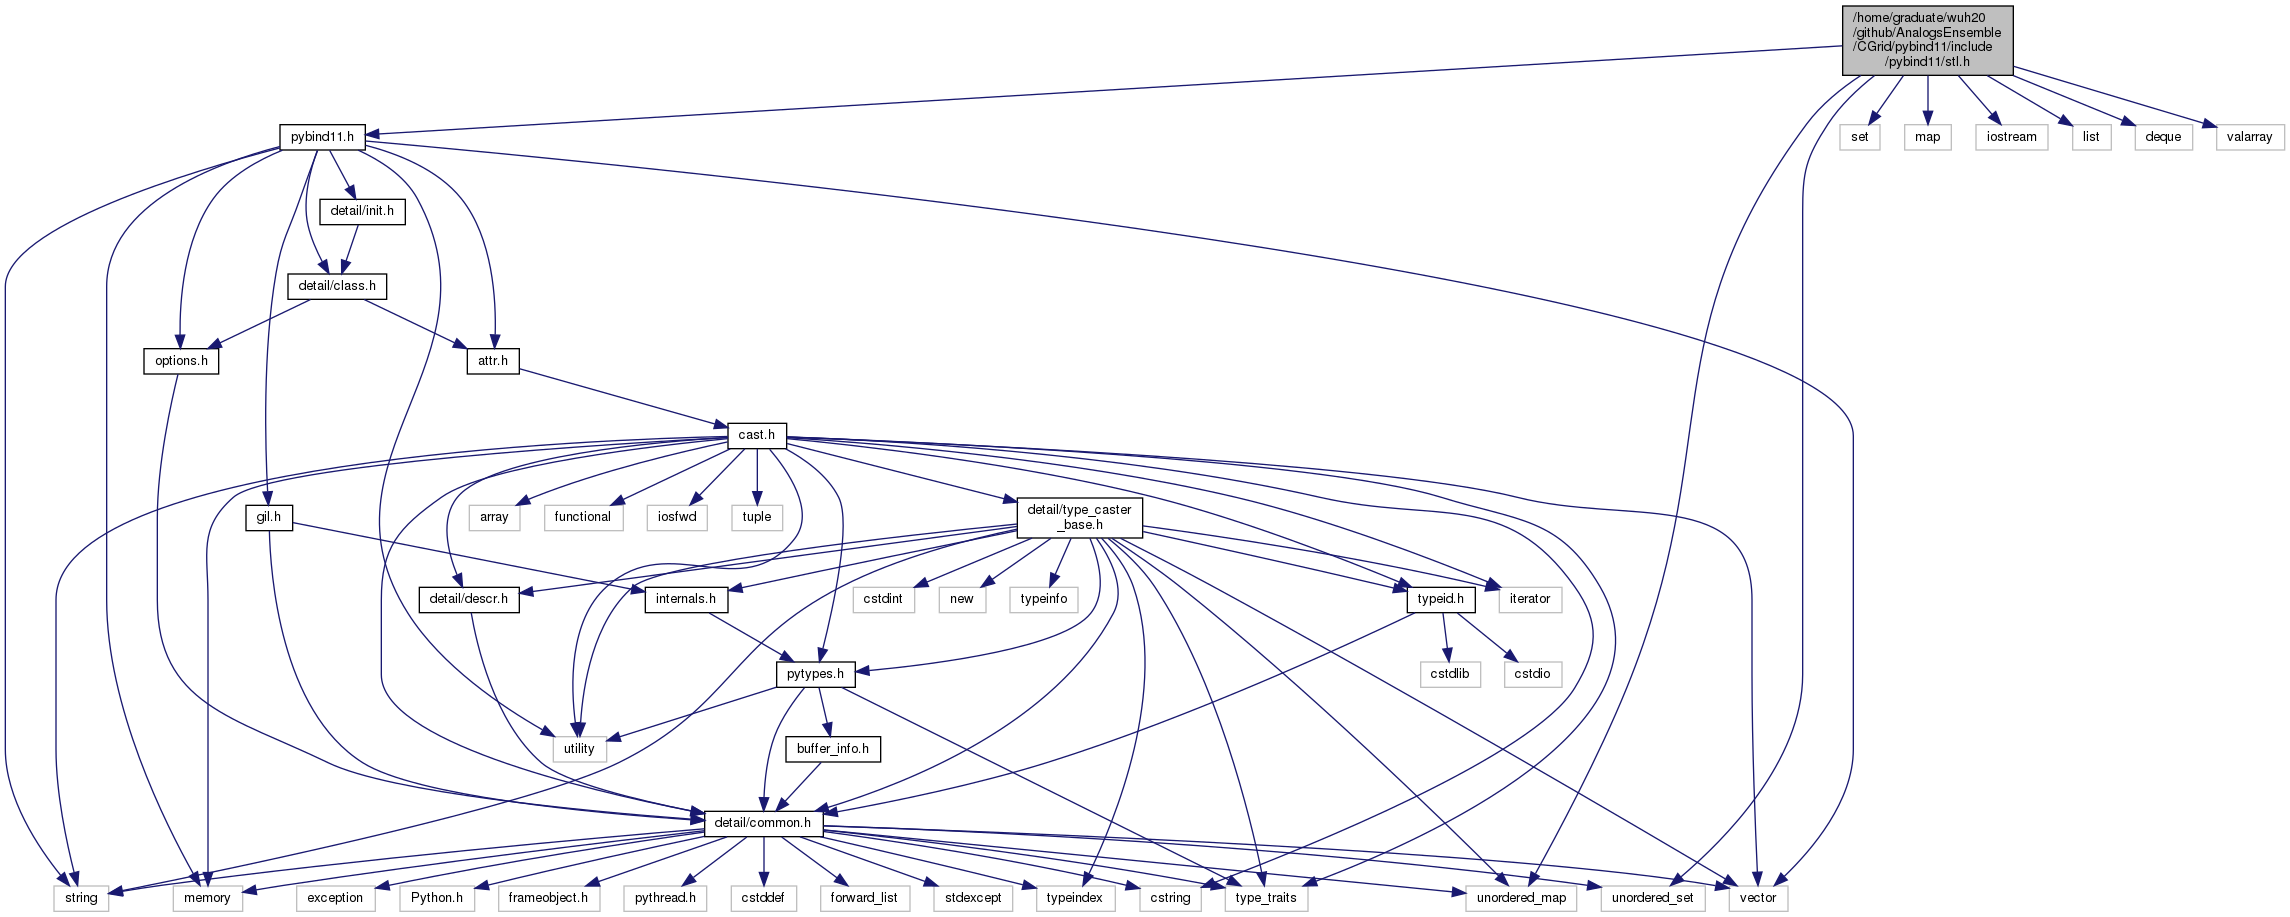 /home/graduate/wuh20
/github/AnalogsEnsemble
/CGrid/pybind11/include
/pybind11/stl.h
pybind11.h
set
map
iostream
list
deque
valarray
detail/init.h
detail/class.h
options.h
attr.h
cast.h
gil.h
array
functional
iosfwd
tuple
detail/type_caster
_base.h
detail/descr.h
internals.h
cstdint
new
typeinfo
typeid.h
iterator
pytypes.h
cstdlib
cstdio
utility
buffer_info.h
detail/common.h
string
memory
exception
Python.h
frameobject.h
pythread.h
cstddef
forward_list
stdexcept
typeindex
cstring
type_traits
unordered_map
unordered_set
vector